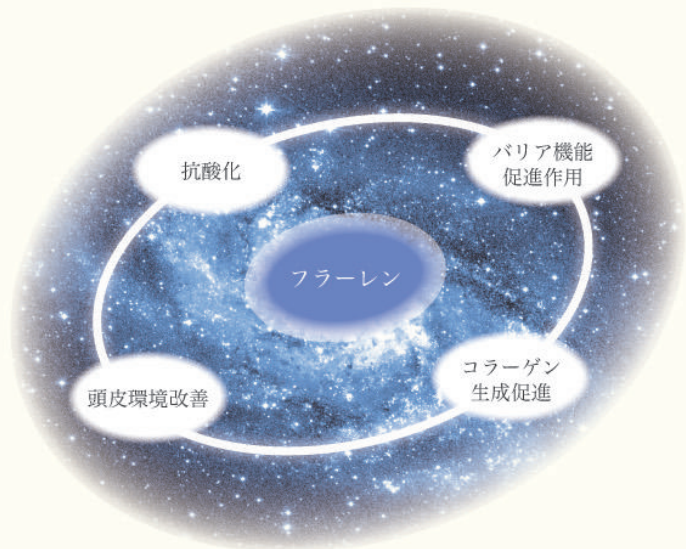 抗酸化
バリア機能
促進作用
フラーレン
頭皮環境改善
コラーゲン
生成促進